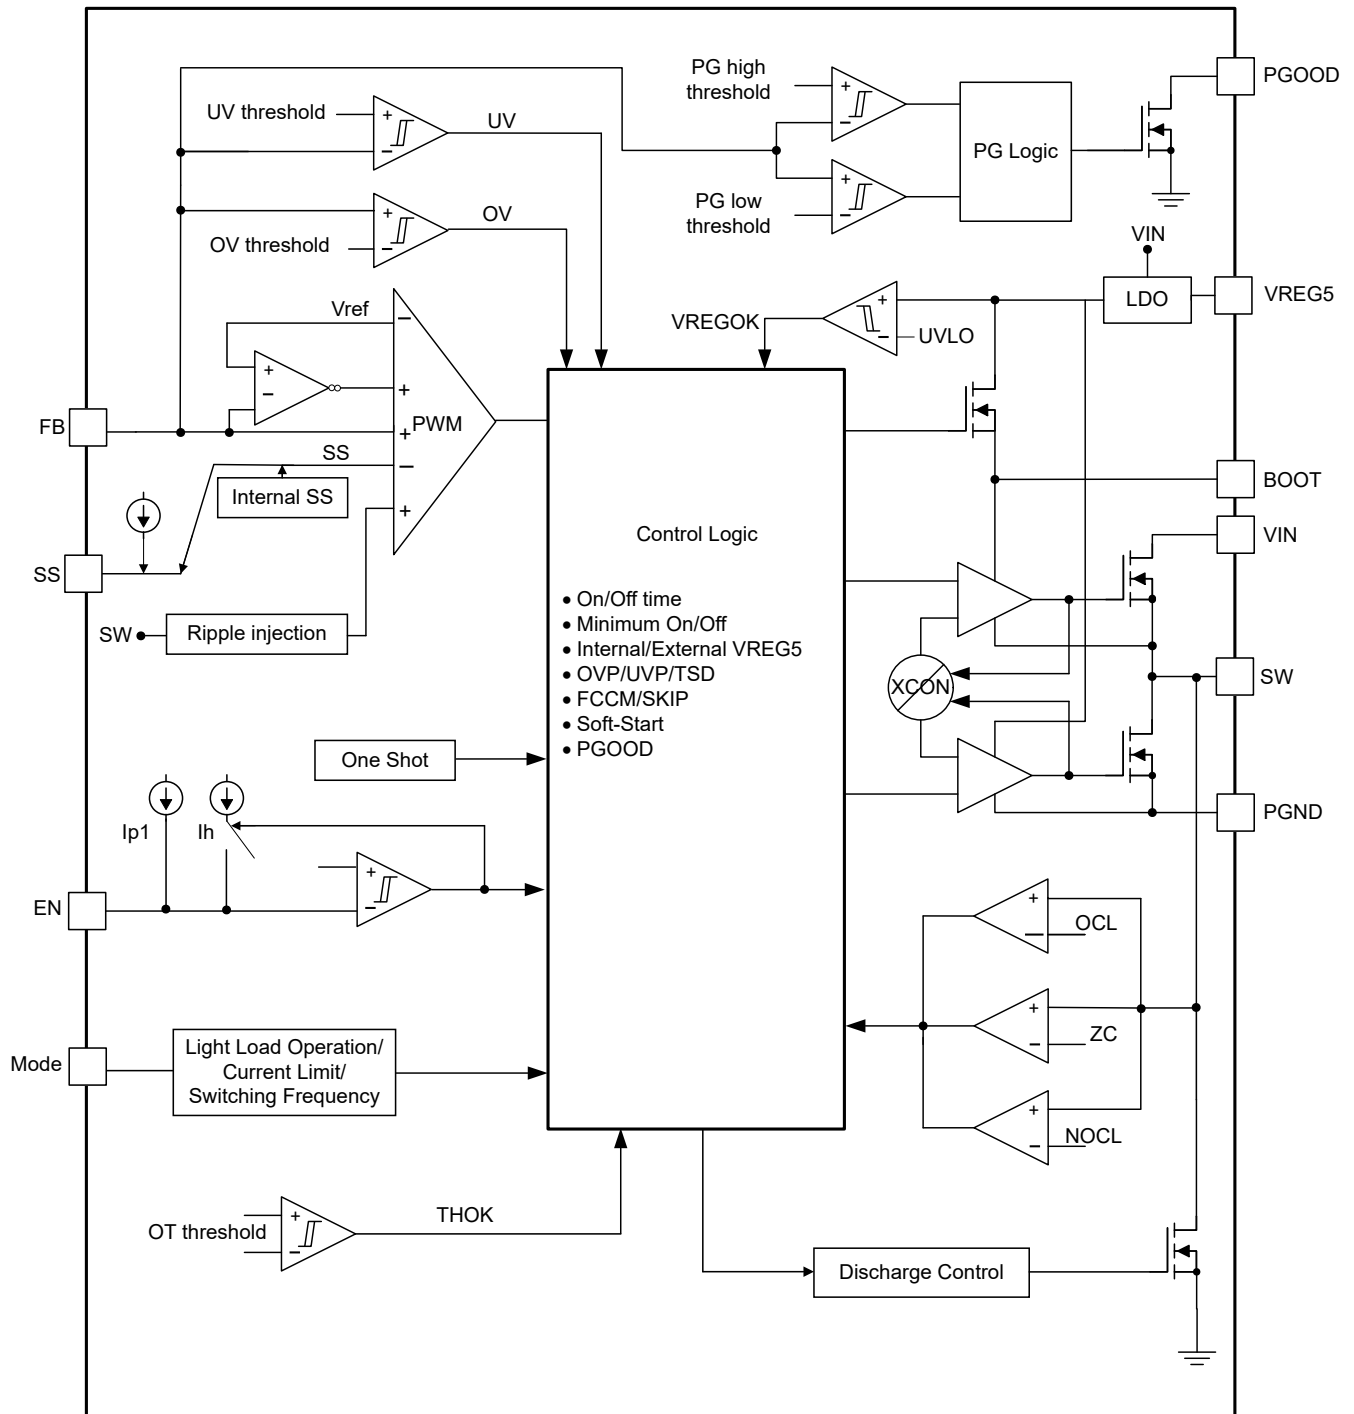 PG high
threshold
PGOOD
UV threshold
UV
PG Logic
PG low
threshold
OV
OV threshold
VIN
LDO
VREG5
Vref
VREGOK
UVLO
FB
PWM
SS
Internal SS
BOOT
VIN
SS
Control Logic
SW
Ripple injection
• On/Off time
• Minimum On/Off
• Internal/External VREG5
• OVP/UVP/TSD
• FCCM/SKIP
• Soft-Start
• PGOOD
XCON
SW
One Shot
Ip1
Ih
PGND
EN
OCL
ZC
NOCL
Mode
Light Load Operation/
Current Limit/
Switching Frequency
OT threshold
THOK
Discharge Control